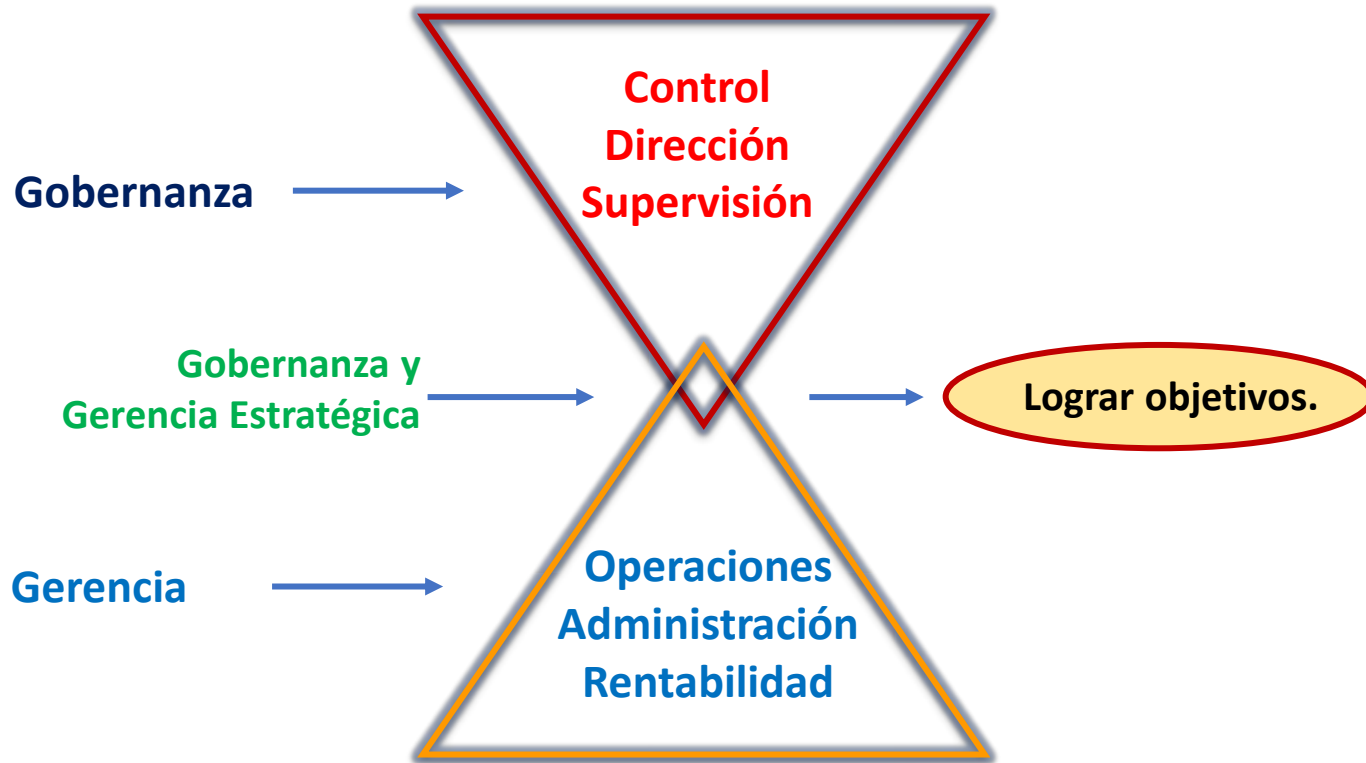 Control
Dirección
Supervisión
Gobernanza
Gobernanza y
Gerencia Estratégica
Lograr objetivos.
Operaciones
Administración
Rentabilidad
Gerencia